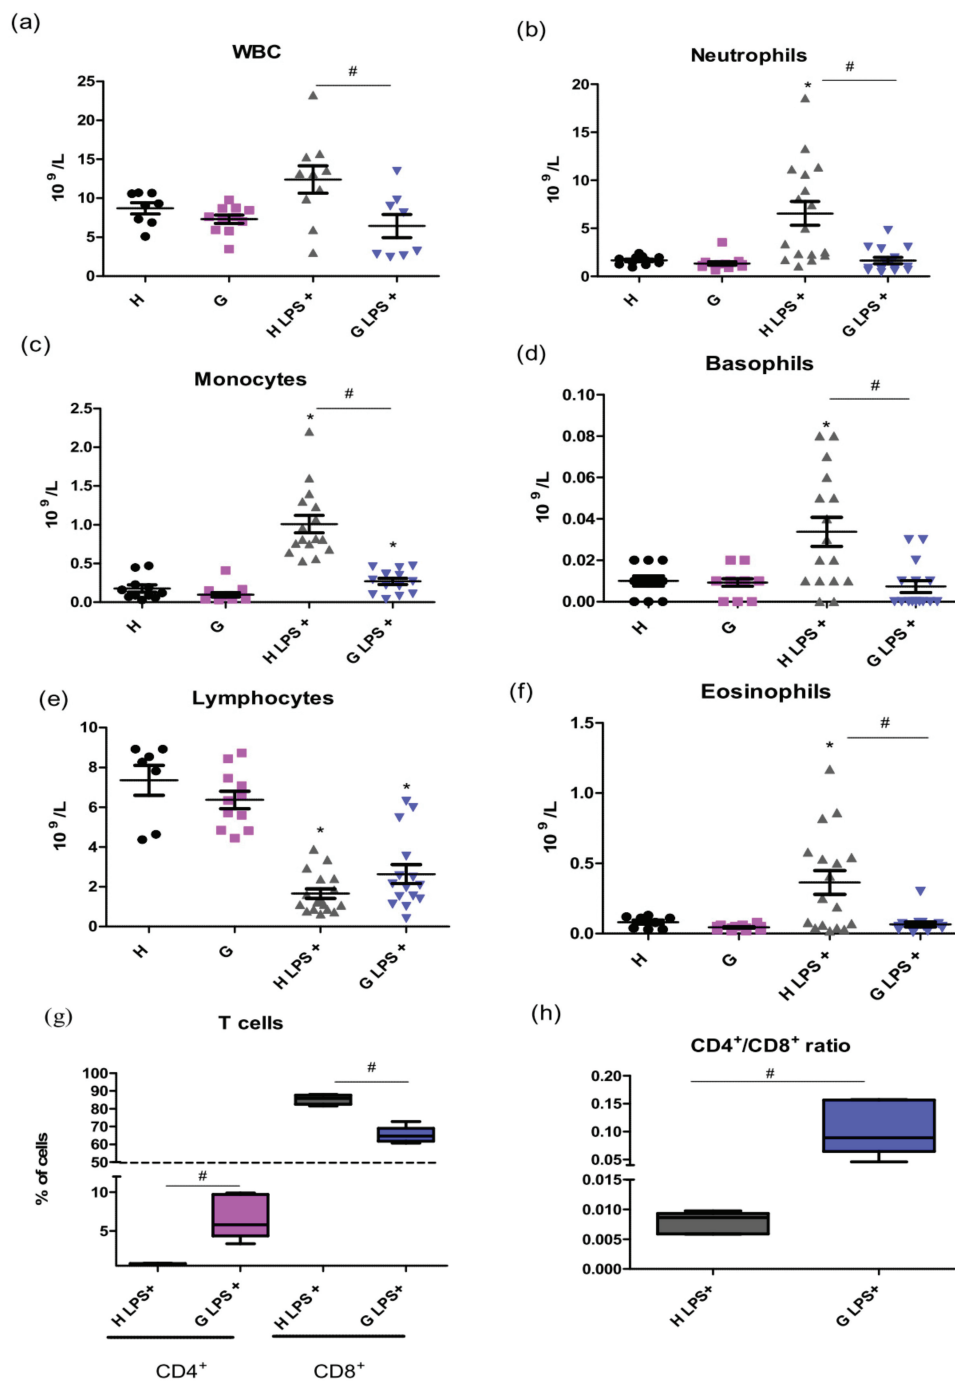 (a)
WBC
#
25
20
15
10
5
0
10⁹/L
H
G
H LPS +
G LPS +
(b)
Neutrophils
#
*
20
15
10
5
0
10⁹/L
H
G
H LPS +
G LPS +
(c)
Monocytes
#
*
*
2.5
2.0
1.5
1.0
0.5
0.0
10⁹/L
H
G
H LPS +
G LPS +
(d)
Basophils
#
*
0.10
0.08
0.06
0.04
0.02
0.00
10⁹/L
H
G
H LPS +
G LPS +
(e)
Lymphocytes
*
*
10
8
6
4
2
0
10⁹/L
H
G
H LPS +
G LPS +
(f)
Eosinophils
#
*
1.5
1.0
0.5
0.0
10⁹/L
H
G
H LPS +
G LPS +
(g)
T cells
#
#
100
90
80
70
60
50
10
5
% of cells
H LPS+
G LPS+
H LPS +
G LPS +
CD4⁺
CD8⁺
(h)
CD4⁺/CD8⁺ ratio
#
0.20
0.15
0.10
0.05
0.015
0.010
0.005
0.000
H LPS+
G LPS+